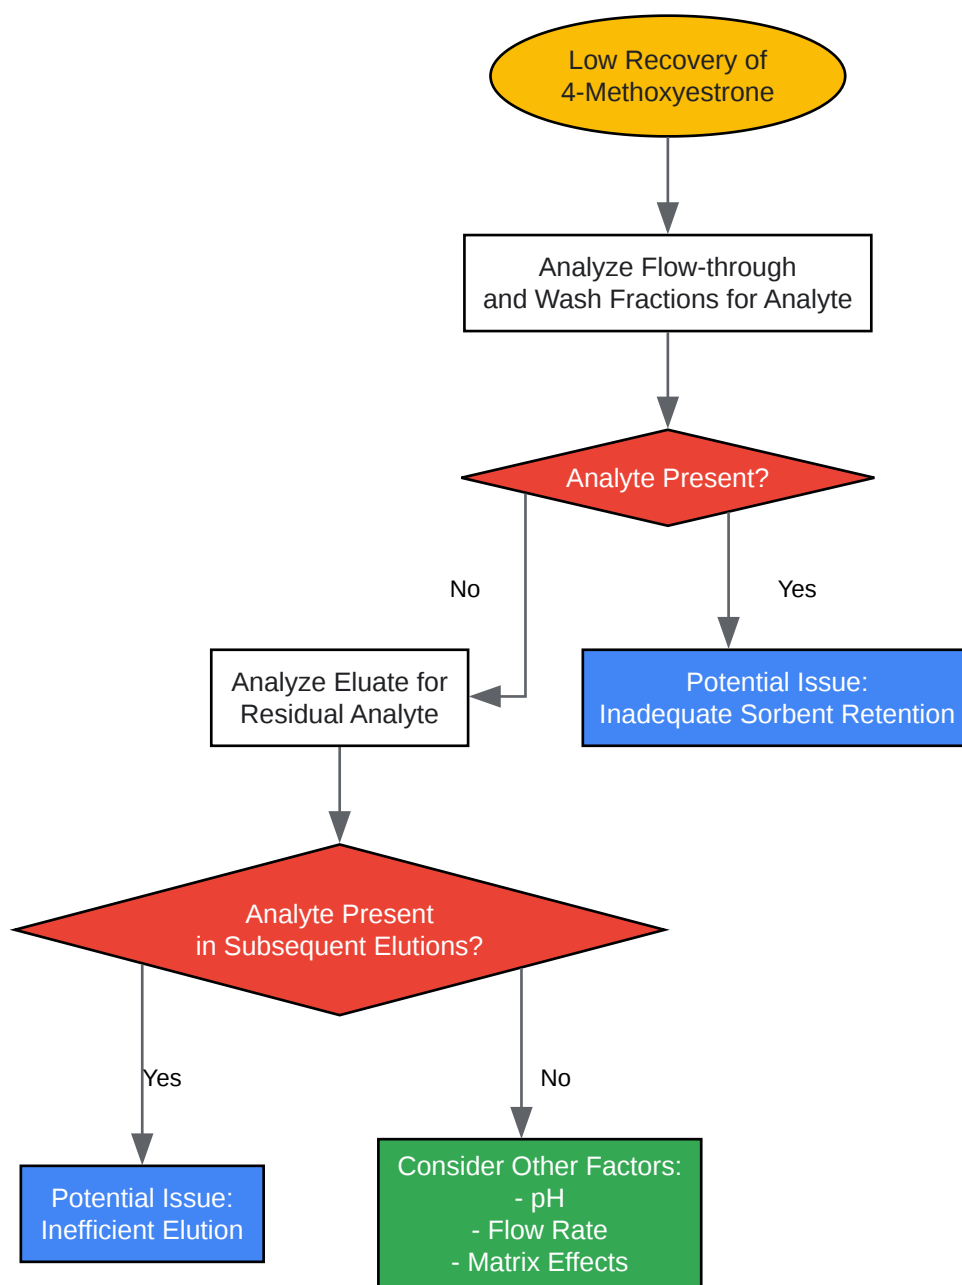 Low Recovery of
4-Methoxyestrone
Analyze Flow-through
and Wash Fractions for Analyte
Analyte Present?
No
Yes
Analyze Eluate for
Residual Analyte
Potential Issue:
Inadequate Sorbent Retention
Analyte Present
in Subsequent Elutions?
Yes
No
Potential Issue:
Inefficient Elution
Consider Other Factors:
- pH
- Flow Rate
- Matrix Effects